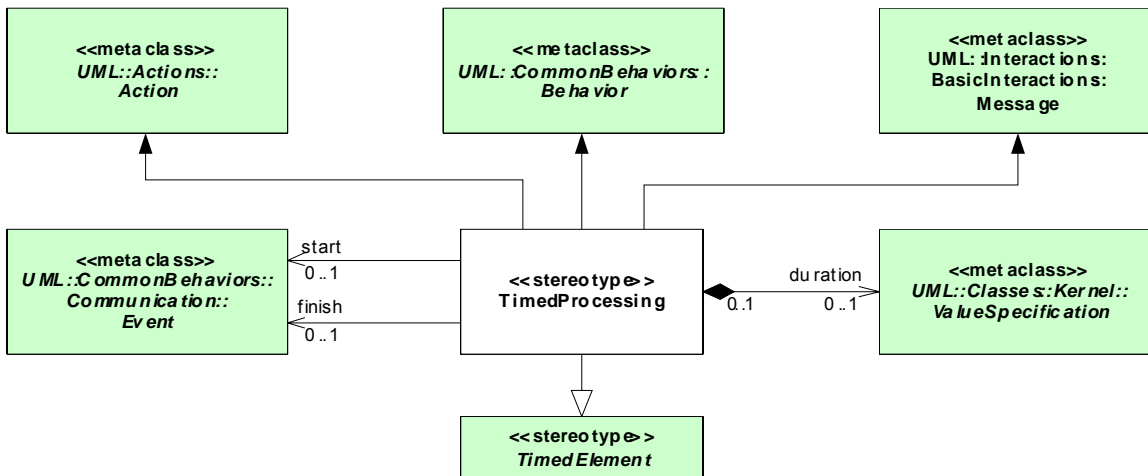 <<metaclass>>
UML::Actions::
Action
<<metaclass>>
UML::CommonBehaviors::
Behavior
<<metaclass>>
UML::Interactions:
BasicInteractions:
Message
<<metaclass>>
UML::CommonBehaviors::
Communication::
Event
start
0..1
finish
0..1
<<stereotype>>
TimedProcessing
0..1
duration
0..1
<<metaclass>>
UML::Classes::Kernel::
ValueSpecification
<<stereotype>>
TimedElement